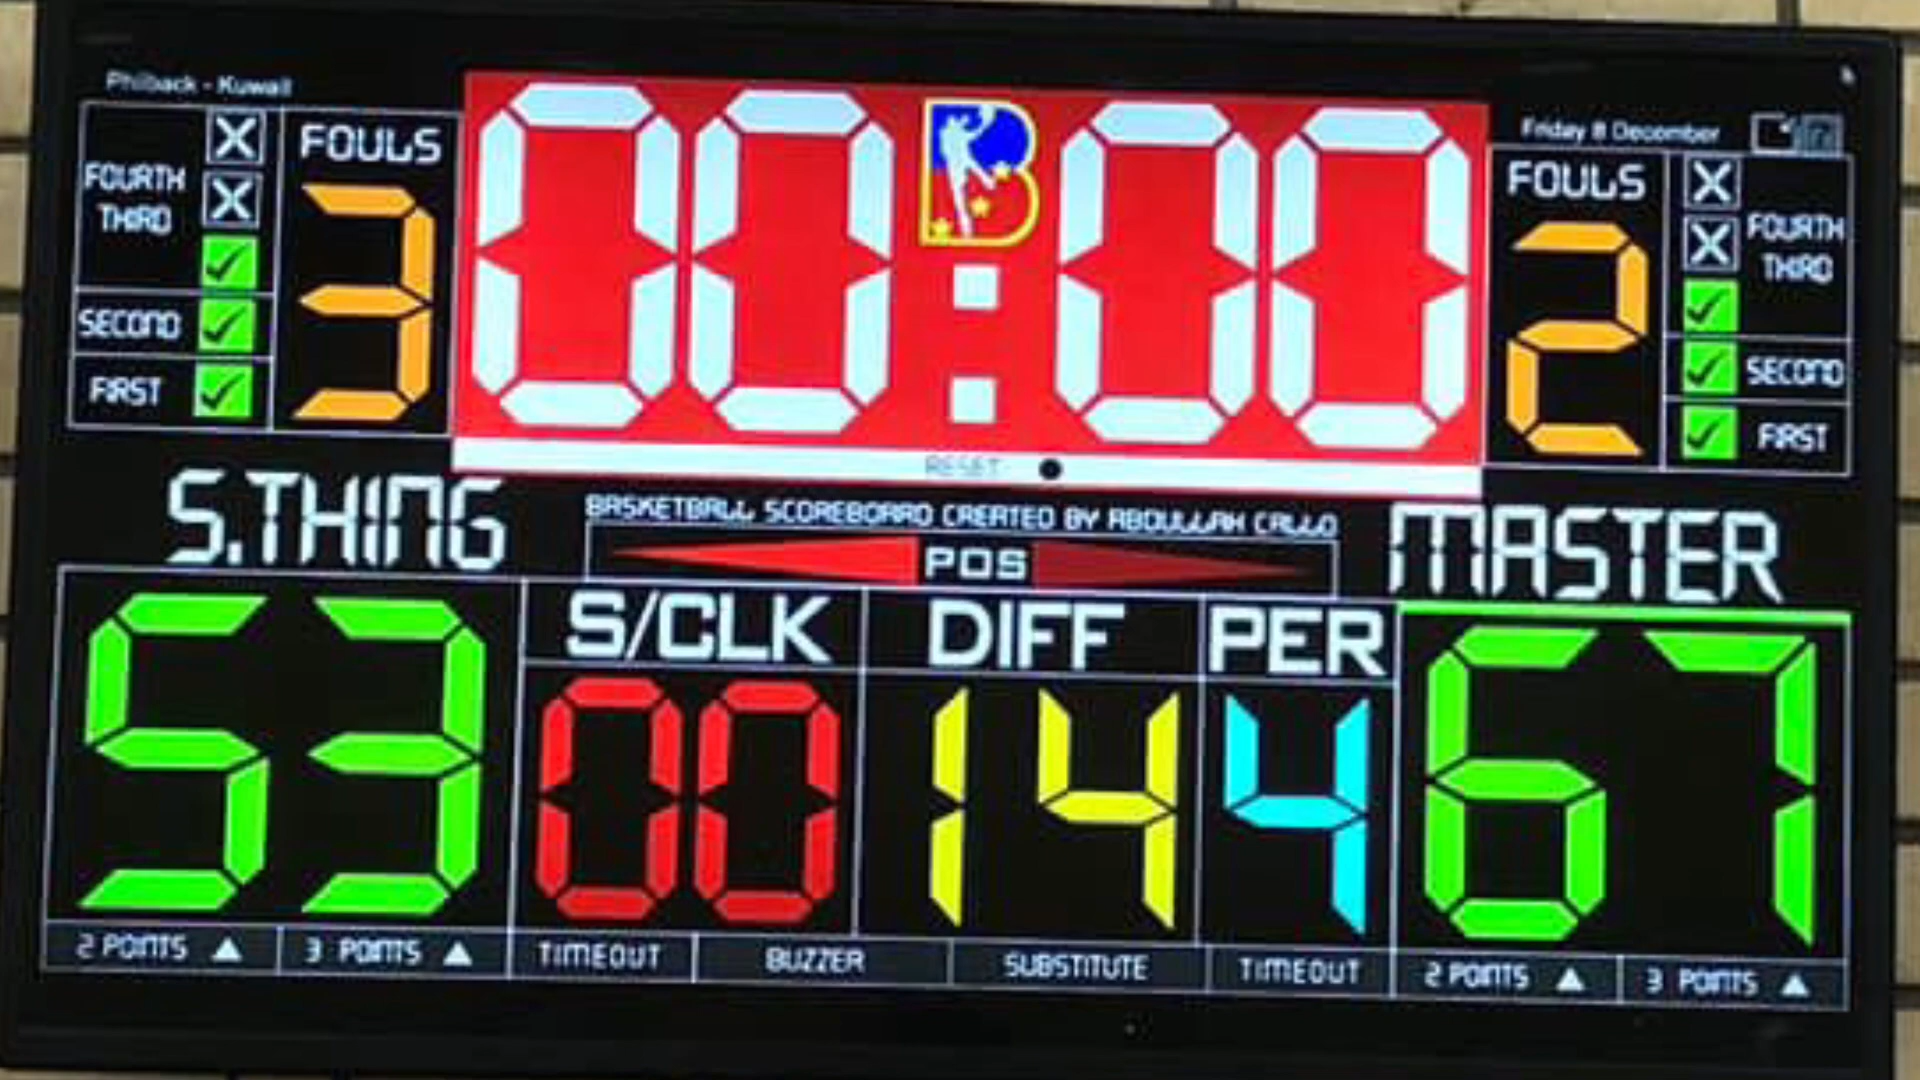 Philback - Kuwait
Friday 8 December
FOURTH
THIRD
SECOND
FIRST
FOULS
3
00:00
RESET
FOULS
2
FOURTH
THIRD
SECOND
FIRST
S.THING
BASKETBALL SCOREBOARD CREATED BY ABDULLAH CALLO
POS
MASTER
53
S/CLK
00
DIFF
14
PER
4
67
2 POINTS ▲
3 POINTS ▲
TIMEOUT
BUZZER
SUBSTITUTE
TIMEOUT
2 POINTS ▲
3 POINTS ▲